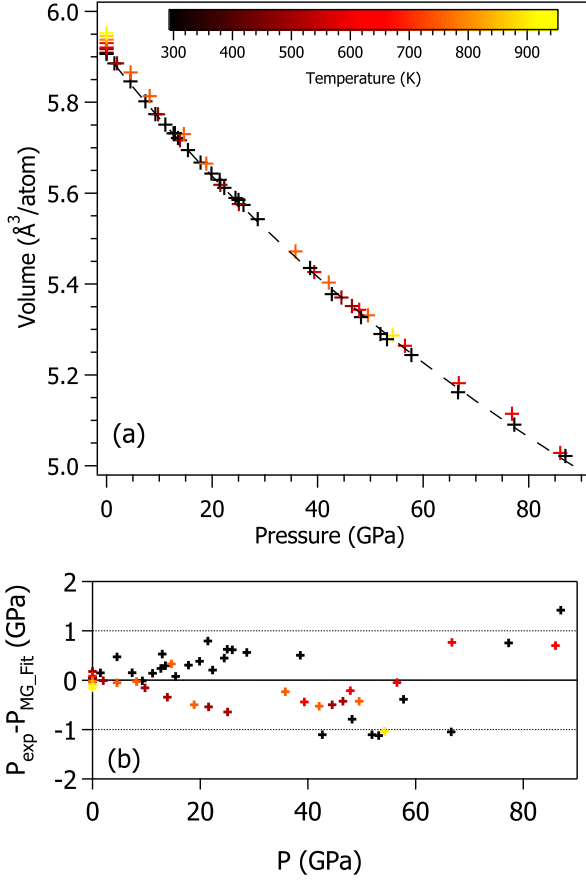 6.0
5.8
5.6
5.4
5.2
5.0
Volume (Å3/atom)
300 400 500 600 700 800 900
Temperature (K)
(a)
0 20 40 60 80
Pressure (GPa)
2
1
0
-1
-2
Pexp-PMG_Fit (GPa)
(b)
0 20 40 60 80
P (GPa)